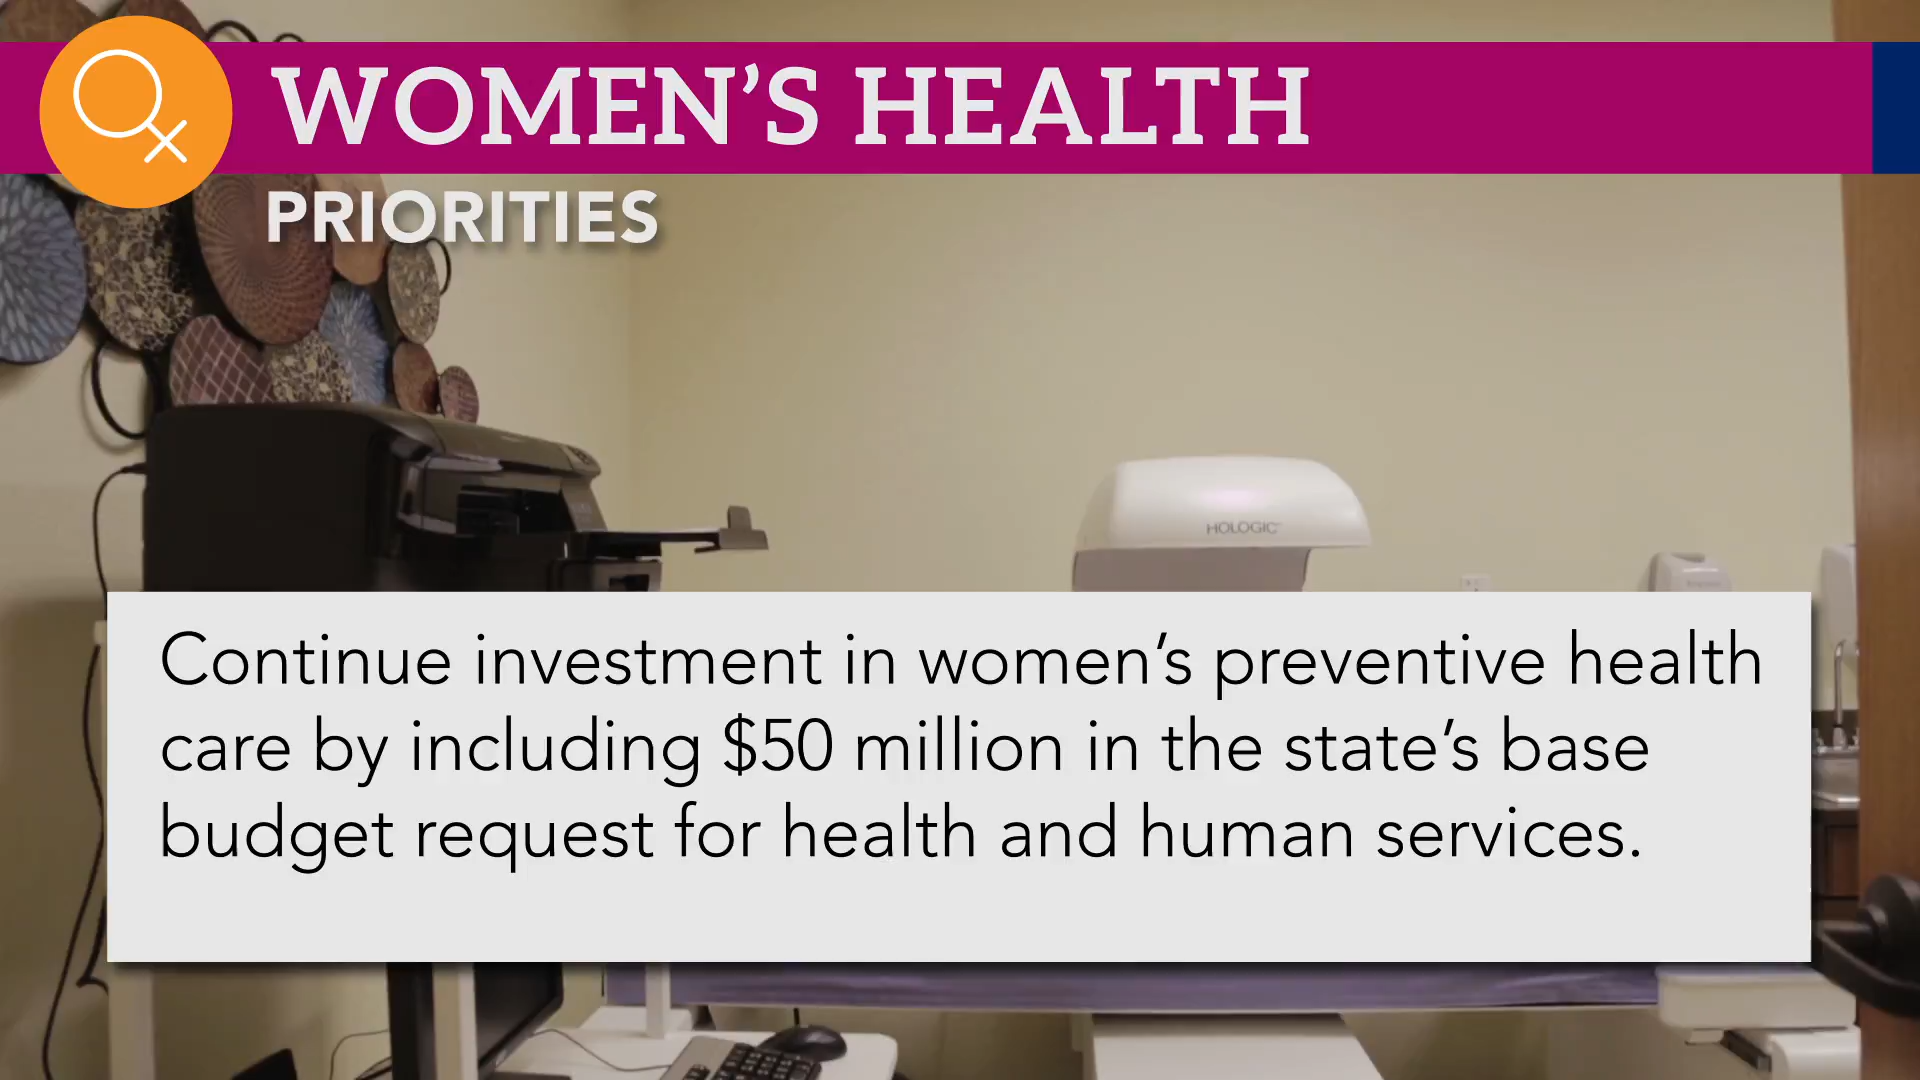 WOMEN’S HEALTH
PRIORITIES
HOLOGIC
Continue investment in women’s preventive health
care by including $50 million in the state’s base
budget request for health and human services.